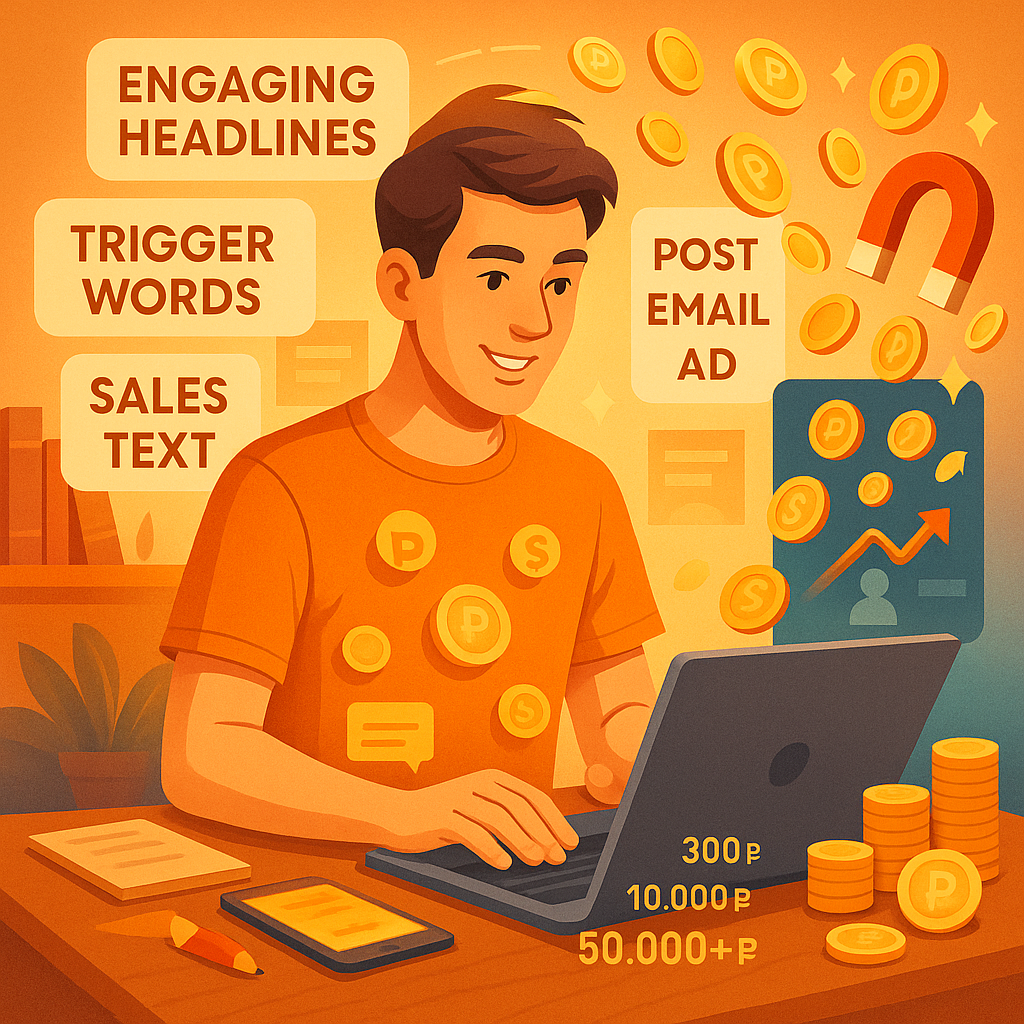 ENGAGING
HEADLINES
TRIGGER
WORDS
SALES
TEXT
POST
EMAIL
AD
300₽
10.000₽
50.000+₽